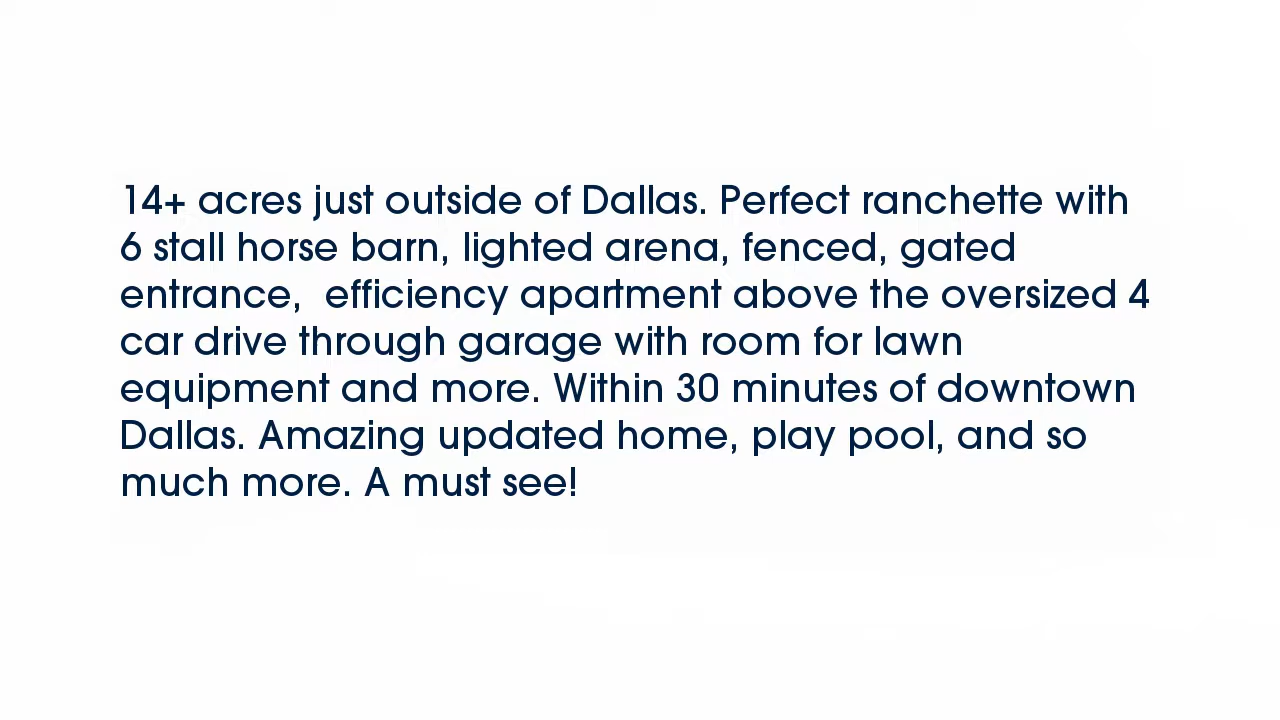 14+ acres just outside of Dallas. Perfect ranchette with
6 stall horse barn, lighted arena, fenced, gated
entrance,  efficiency apartment above the oversized 4
car drive through garage with room for lawn
equipment and more. Within 30 minutes of downtown
Dallas. Amazing updated home, play pool, and so
much more. A must see!